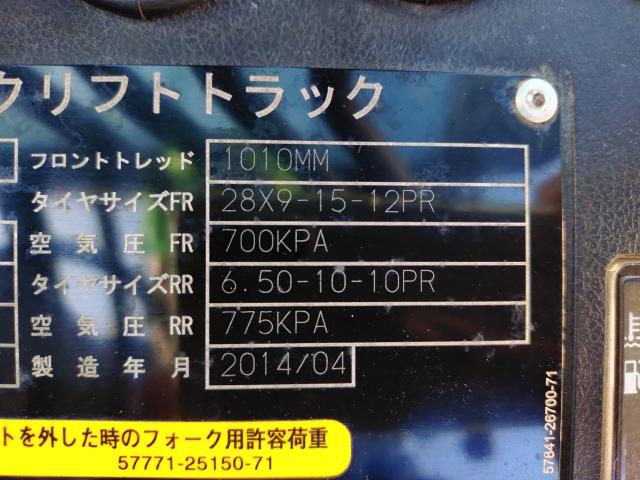 クリフトトラック
フロントトレッド 1010MM
タイヤサイズFR 28X9-15-12PR
空気圧 FR 700KPA
タイヤサイズRR 6.50-10-10PR
空気圧 RR 775KPA
製造年月 2014/04
トを外した時のフォーク用許容荷重
57771-25150-71
57841-26700-71